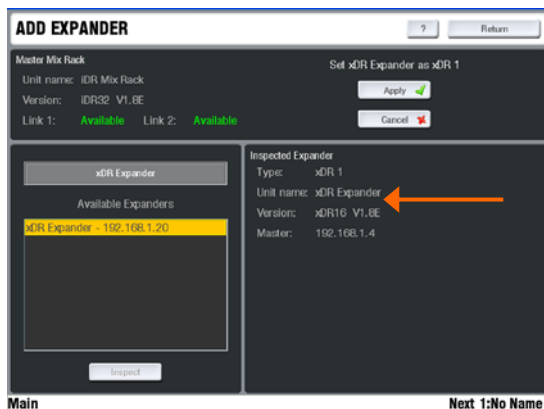 ADD EXPANDER ? Return
Master Mix Rack
Unit name: iDR Mix Rack
Version: iDR32 V1.8E
Link 1: Available Link 2: Available
Set xDR Expander as xDR 1
Apply
Cancel
xDR Expander
Available Expanders
xDR Expander - 192.168.1.20
Inspect
Inspected Expander
Type: xDR 1
Unit name: xDR Expander
Version: xDR16 V1.8E
Master: 192.168.1.4
Main Next 1:No Name